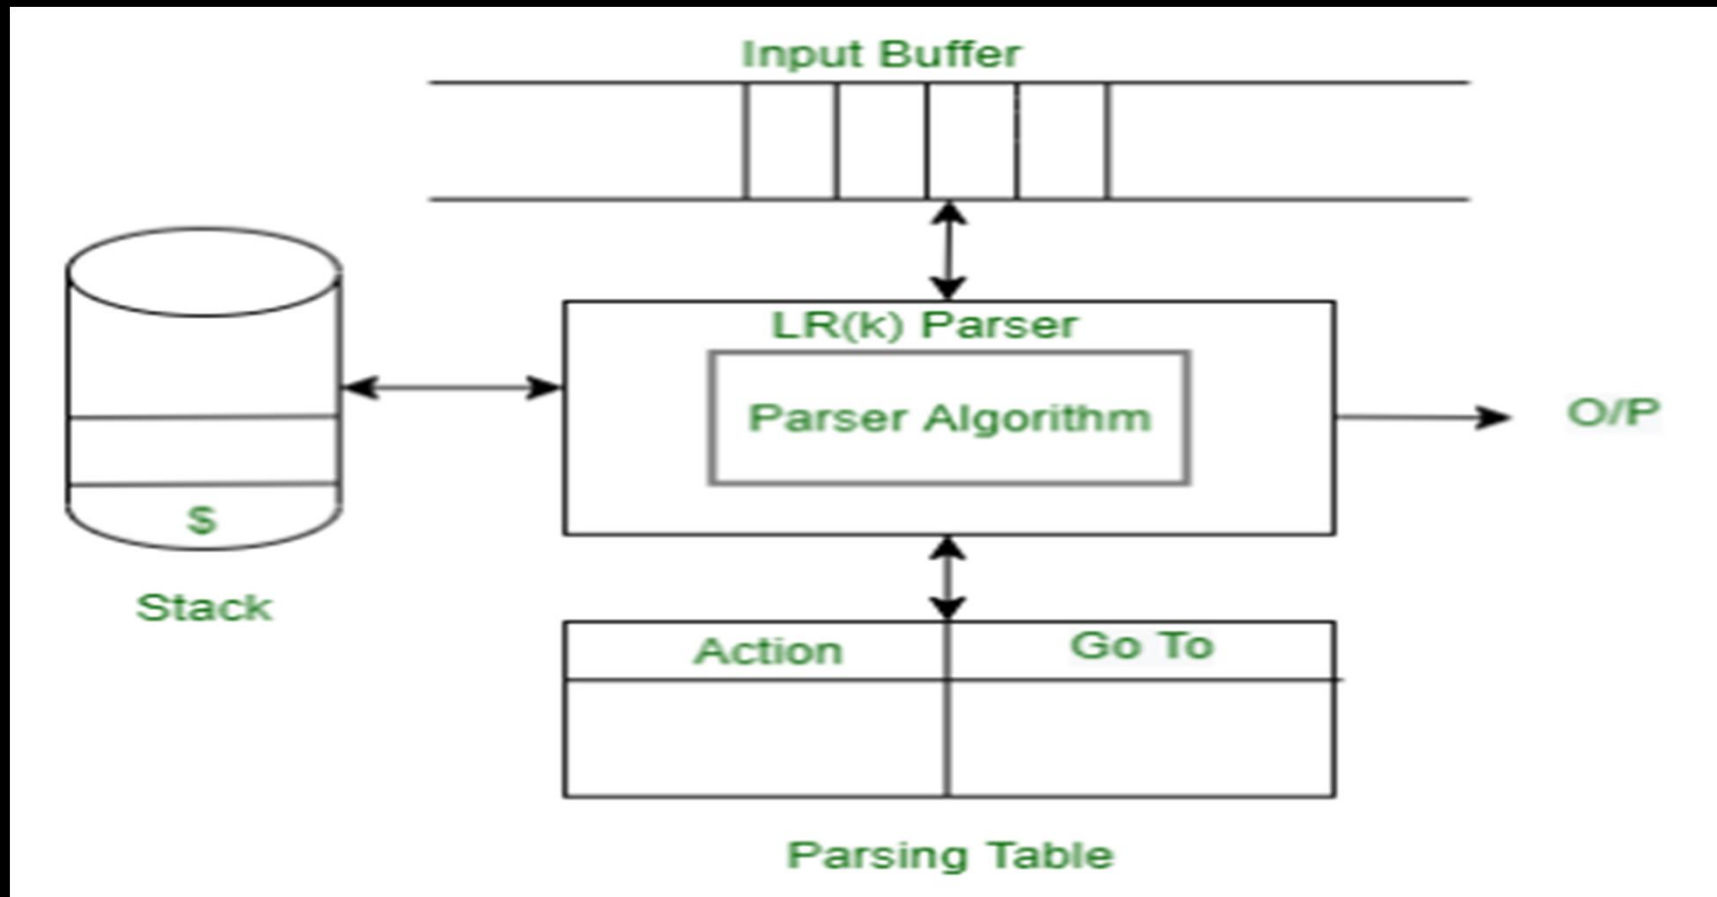 Input Buffer
LR(k) Parser
Parser Algorithm
O/P
S
Stack
Action
Go To
Parsing Table